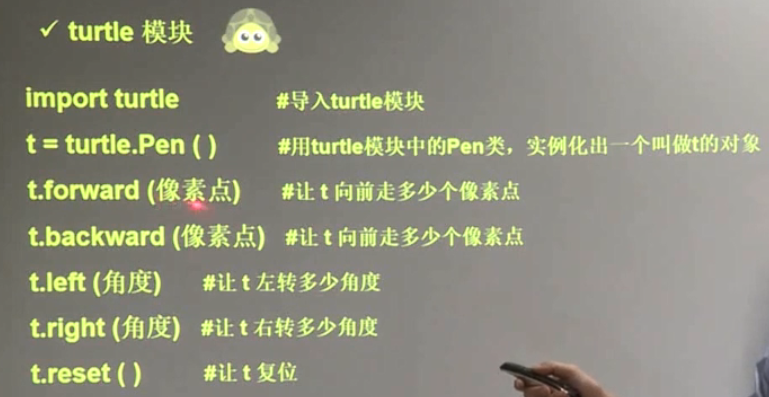 ✓ turtle 模块
import turtle #导入turtle模块
t = turtle.Pen ( ) #用turtle模块中的Pen类，实例化出一个叫做t的对象
t.forward (像素点) #让 t 向前走多少个像素点
t.backward (像素点) #让 t 向前走多少个像素点
t.left (角度) #让 t 左转多少角度
t.right (角度) #让 t 右转多少角度
t.reset ( ) #让 t 复位